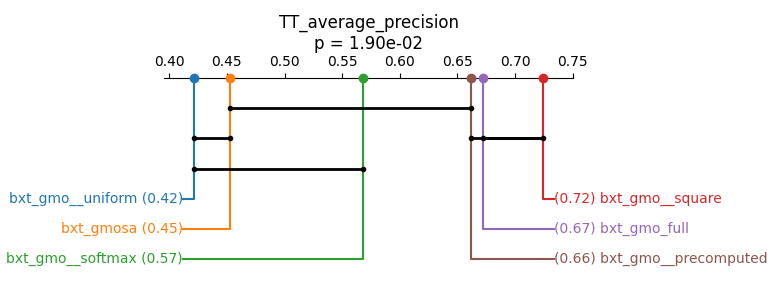 TT_average_precision
p = 1.90e-02
0.40 0.45 0.50 0.55 0.60 0.65 0.70 0.75
bxt_gmo__uniform (0.42) (0.72) bxt_gmo__square
bxt_gmosa (0.45) (0.67) bxt_gmo_full
bxt_gmo__softmax (0.57) (0.66) bxt_gmo__precomputed